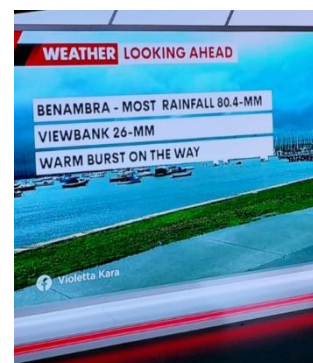 WEATHER LOOKING AHEAD
BENAMBRA - MOST RAINFALL 80.4-MM
VIEWBANK 26-MM
WARM BURST ON THE WAY
Violetta Kara